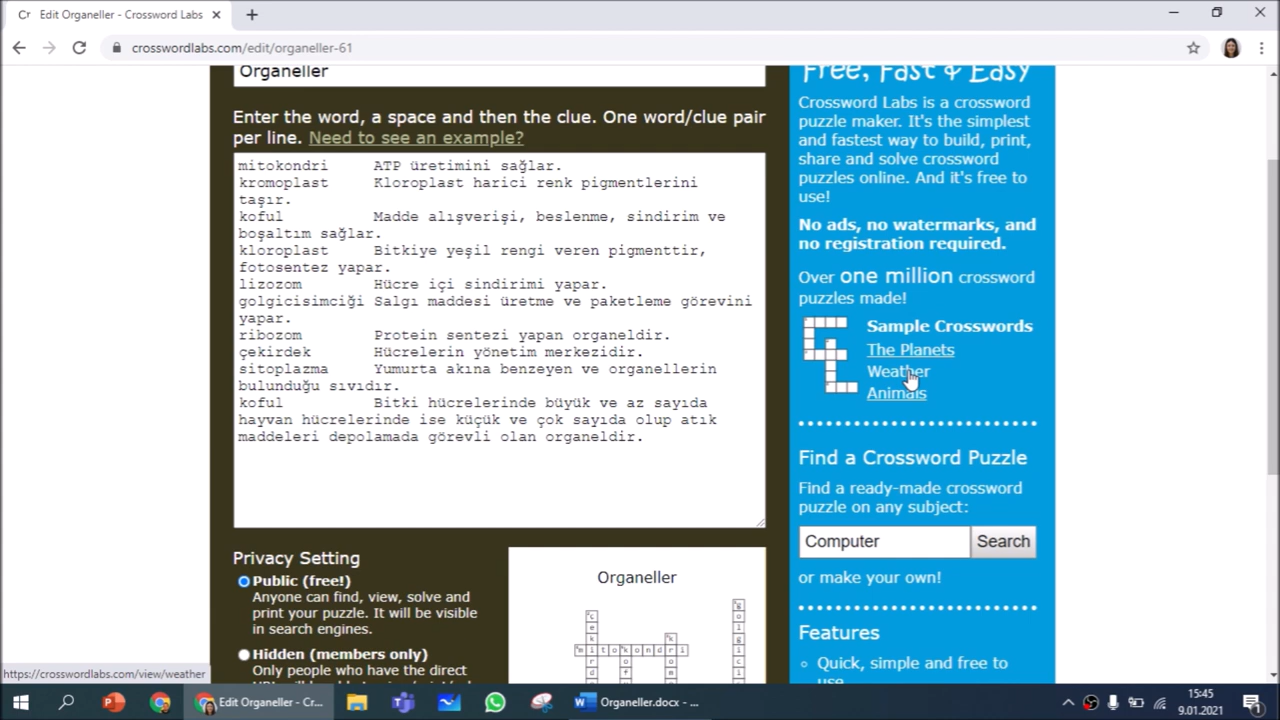 Edit Organeller - Crossword Labs
crosswordlabs.com/edit/organeller-61
Organeller
Enter the word, a space and then the clue. One word/clue pair
per line. Need to see an example?
mitokondri ATP üretimini sağlar.
kromoplast Kloroplast harici renk pigmentlerini
taşır.
koful Madde alışverişi, beslenme, sindirim ve
boşaltım sağlar.
kloroplast Bitkiye yeşil rengi veren pigmenttir,
fotosentez yapar.
lizozom Hücre içi sindirimi yapar.
golgicisimciği Salgı maddesi üretme ve paketleme görevini
yapar.
ribozom Protein sentezi yapan organeldir.
çekirdek Hücrelerin yönetim merkezidir.
sitoplazma Yumurta akına benzeyen ve organellerin
bulunduğu sıvıdır.
koful Bitki hücrelerinde büyük ve az sayıda
hayvan hücrelerinde ise küçük ve çok sayıda olup atık
maddeleri depolamada görevli olan organeldir.
Privacy Setting
Public (free!)
Anyone can find, view, solve and
print your puzzle. It will be visible
in search engines.
Hidden (members only)
Only people who have the direct
Organeller
mitokondri
Free, Fast & Easy
Crossword Labs is a crossword
puzzle maker. It's the simplest
and fastest way to build, print,
share and solve crossword
puzzles online. And it's free to
use!
No ads, no watermarks, and
no registration required.
Over one million crossword
puzzles made!
Sample Crosswords
The Planets
Weather
Animals
Find a Crossword Puzzle
Find a ready-made crossword
puzzle on any subject:
Computer Search
or make your own!
Features
Quick, simple and free to
use
https://crosswordlabs.com/view/weather
Edit Organeller - Cr...
Organeller.docx - ...
15:45
9.01.2021